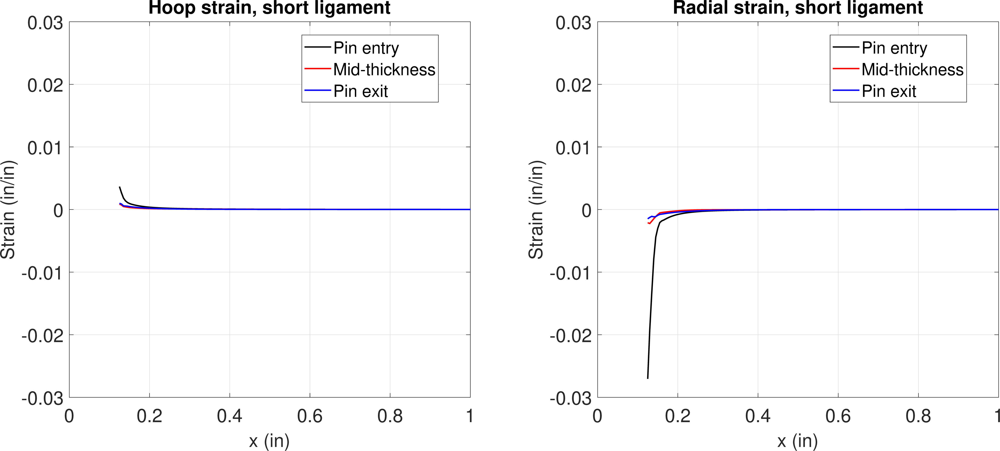 Hoop strain, short ligament
0.03
0.02
0.01
0
-0.01
-0.02
-0.03
Strain (in/in)
Pin entry
Mid-thickness
Pin exit
0 0.2 0.4 0.6 0.8 1
x (in)
Radial strain, short ligament
0.03
0.02
0.01
0
-0.01
-0.02
-0.03
Strain (in/in)
Pin entry
Mid-thickness
Pin exit
0 0.2 0.4 0.6 0.8 1
x (in)